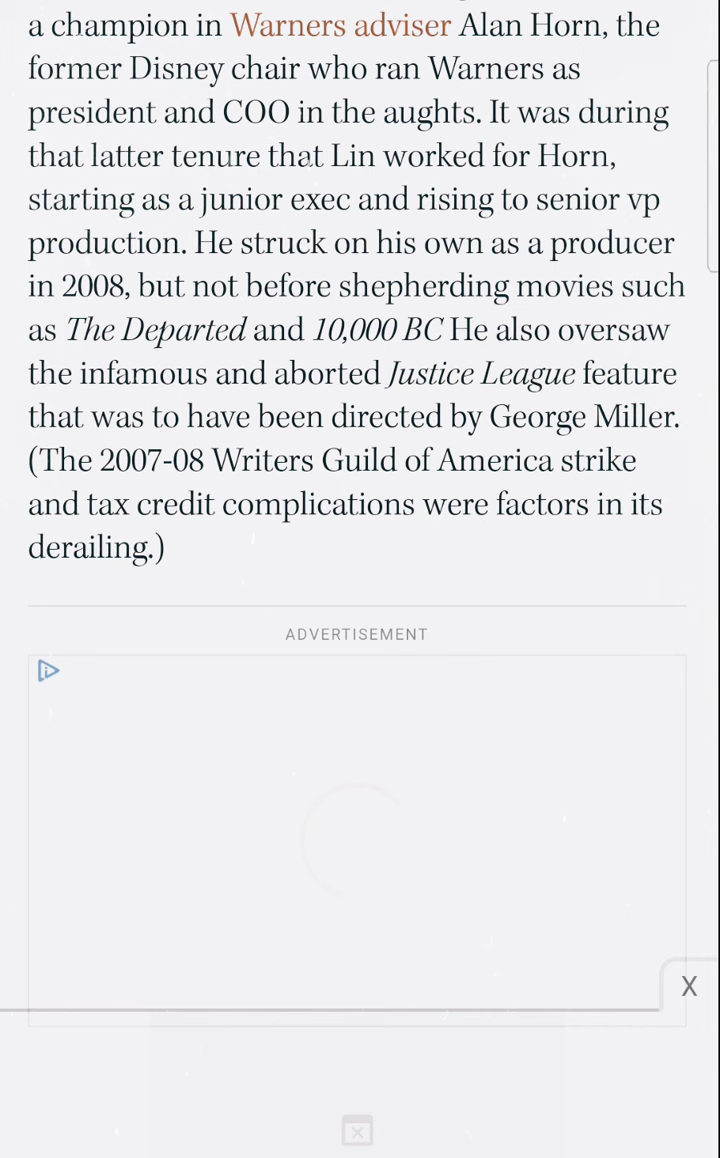 a champion in Warners adviser Alan Horn, the
former Disney chair who ran Warners as
president and COO in the aughts. It was during
that latter tenure that Lin worked for Horn,
starting as a junior exec and rising to senior vp
production. He struck on his own as a producer
in 2008, but not before shepherding movies such
as The Departed and 10,000 BC He also oversaw
the infamous and aborted Justice League feature
that was to have been directed by George Miller.
(The 2007-08 Writers Guild of America strike
and tax credit complications were factors in its
derailing.)
ADVERTISEMENT
X